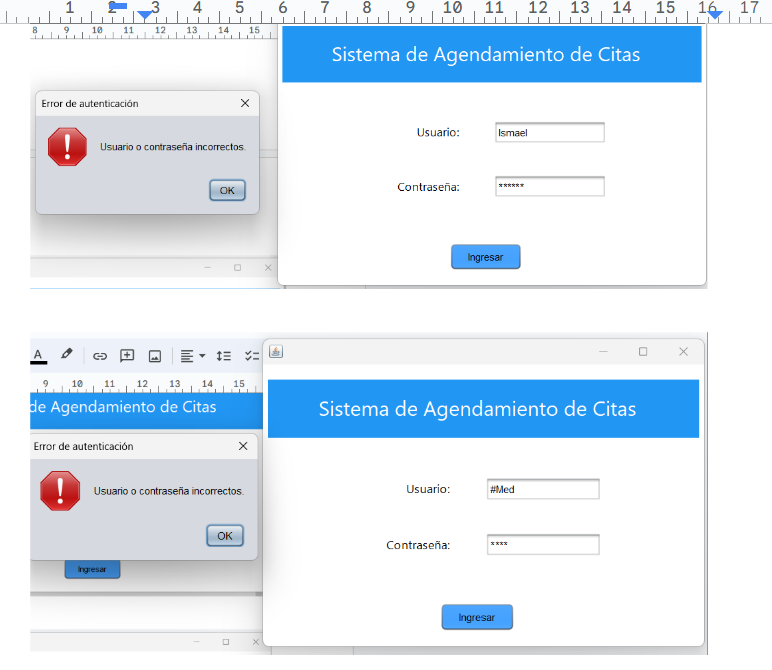 1 2 3 4 5 6 7 8 9 10 11 12 13 14 15 16 17
8 9 10 11 12 13 14 15
Sistema de Agendamiento de Citas
Error de autenticación
Usuario o contraseña incorrectos.
OK
Usuario: Ismael
Contraseña: ******
Ingresar
A
9 10 11 12 13 14 15
de Agendamiento de Citas
Error de autenticación
Usuario o contraseña incorrectos.
OK
Ingresar
Sistema de Agendamiento de Citas
Usuario: #Med
Contraseña: ****
Ingresar